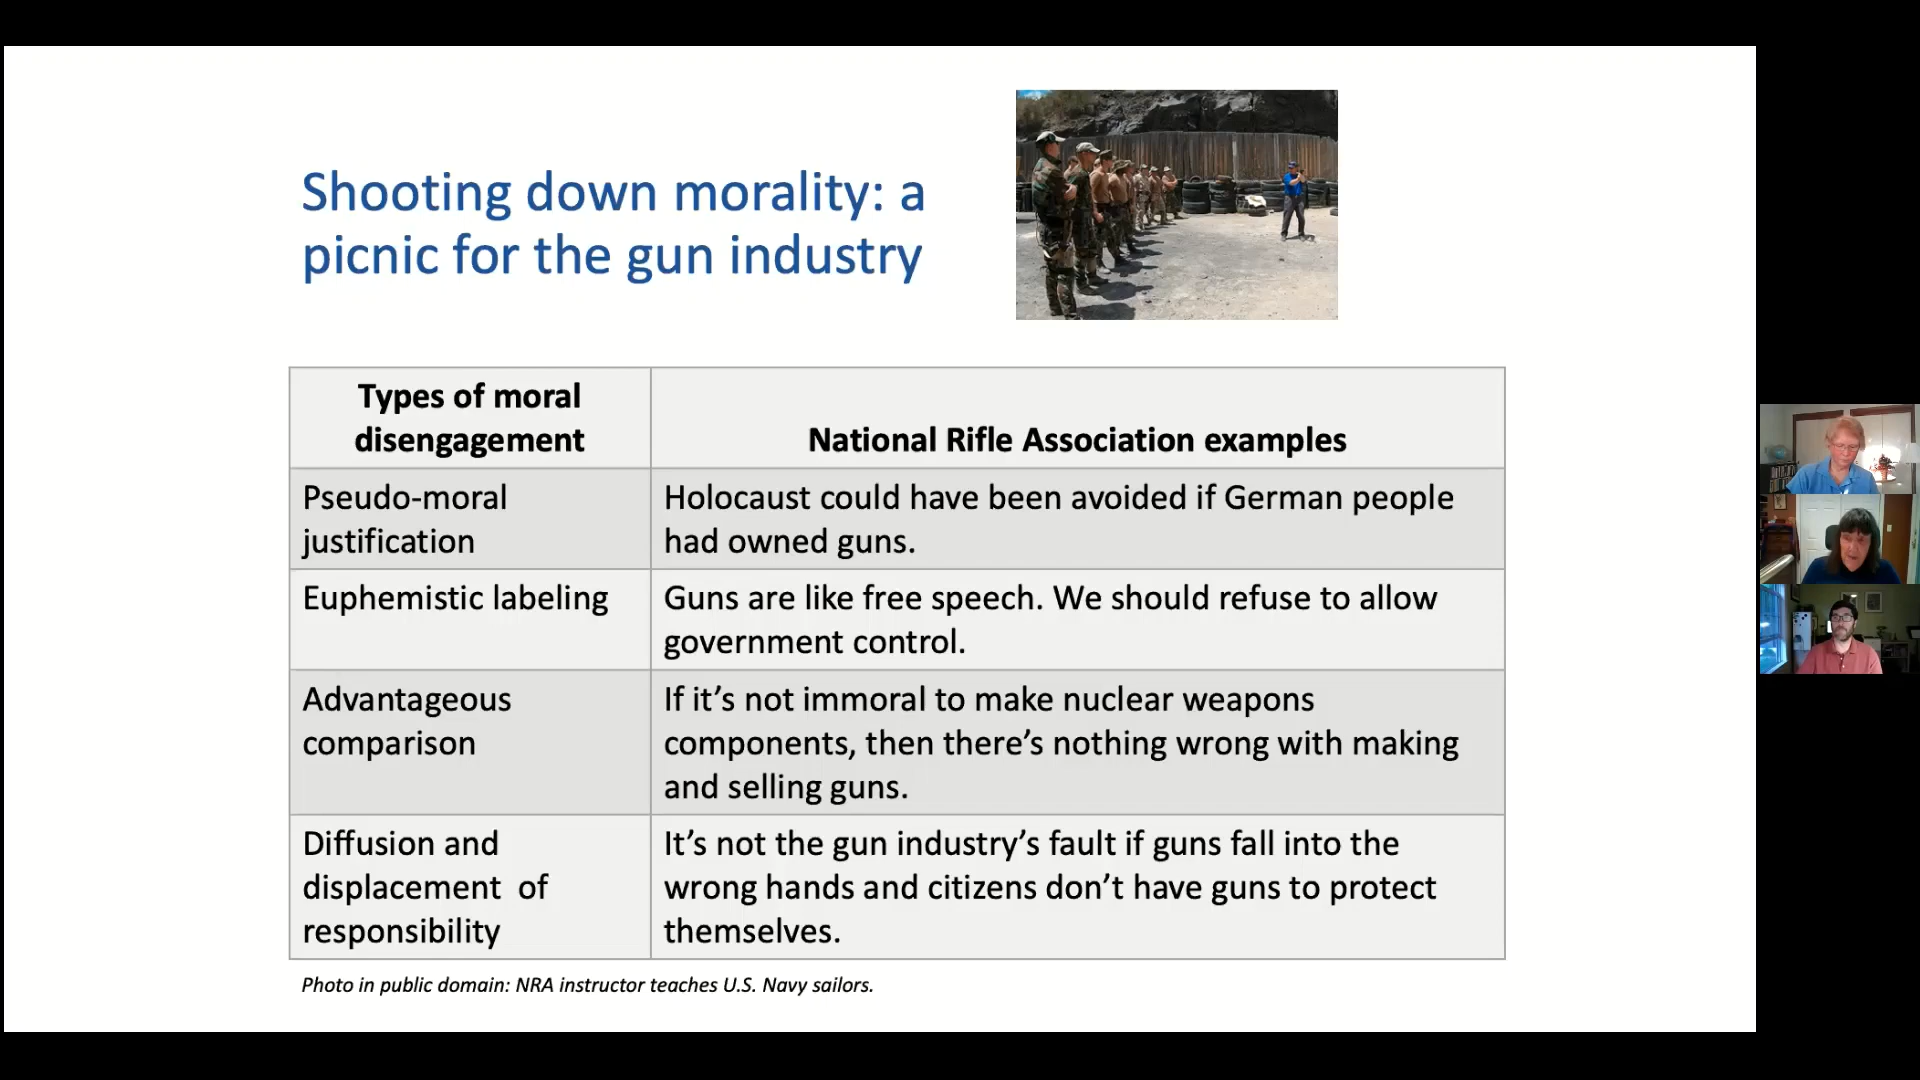 Shooting down morality: a
picnic for the gun industry
Types of moral
disengagement
National Rifle Association examples
Pseudo-moral
justification
Holocaust could have been avoided if German people
had owned guns.
Euphemistic labeling
Guns are like free speech. We should refuse to allow
government control.
Advantageous
comparison
If it’s not immoral to make nuclear weapons
components, then there’s nothing wrong with making
and selling guns.
Diffusion and
displacement  of
responsibility
It’s not the gun industry’s fault if guns fall into the
wrong hands and citizens don’t have guns to protect
themselves.
Photo in public domain: NRA instructor teaches U.S. Navy sailors.